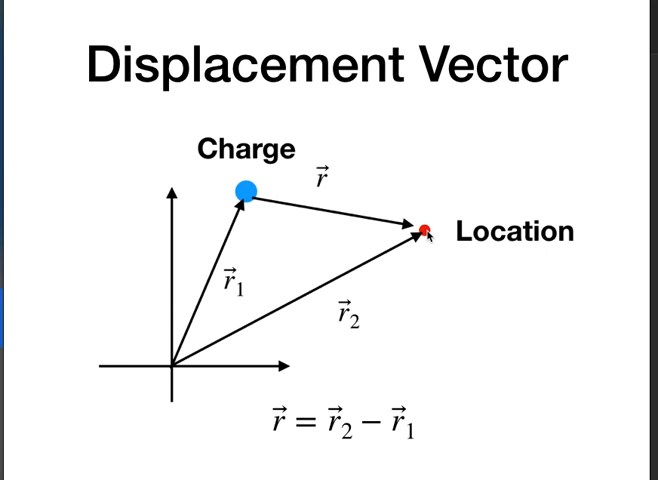 Displacement Vector
Charge
r⃗
Location
r⃗₁
r⃗₂
r⃗ = r⃗₂ − r⃗₁